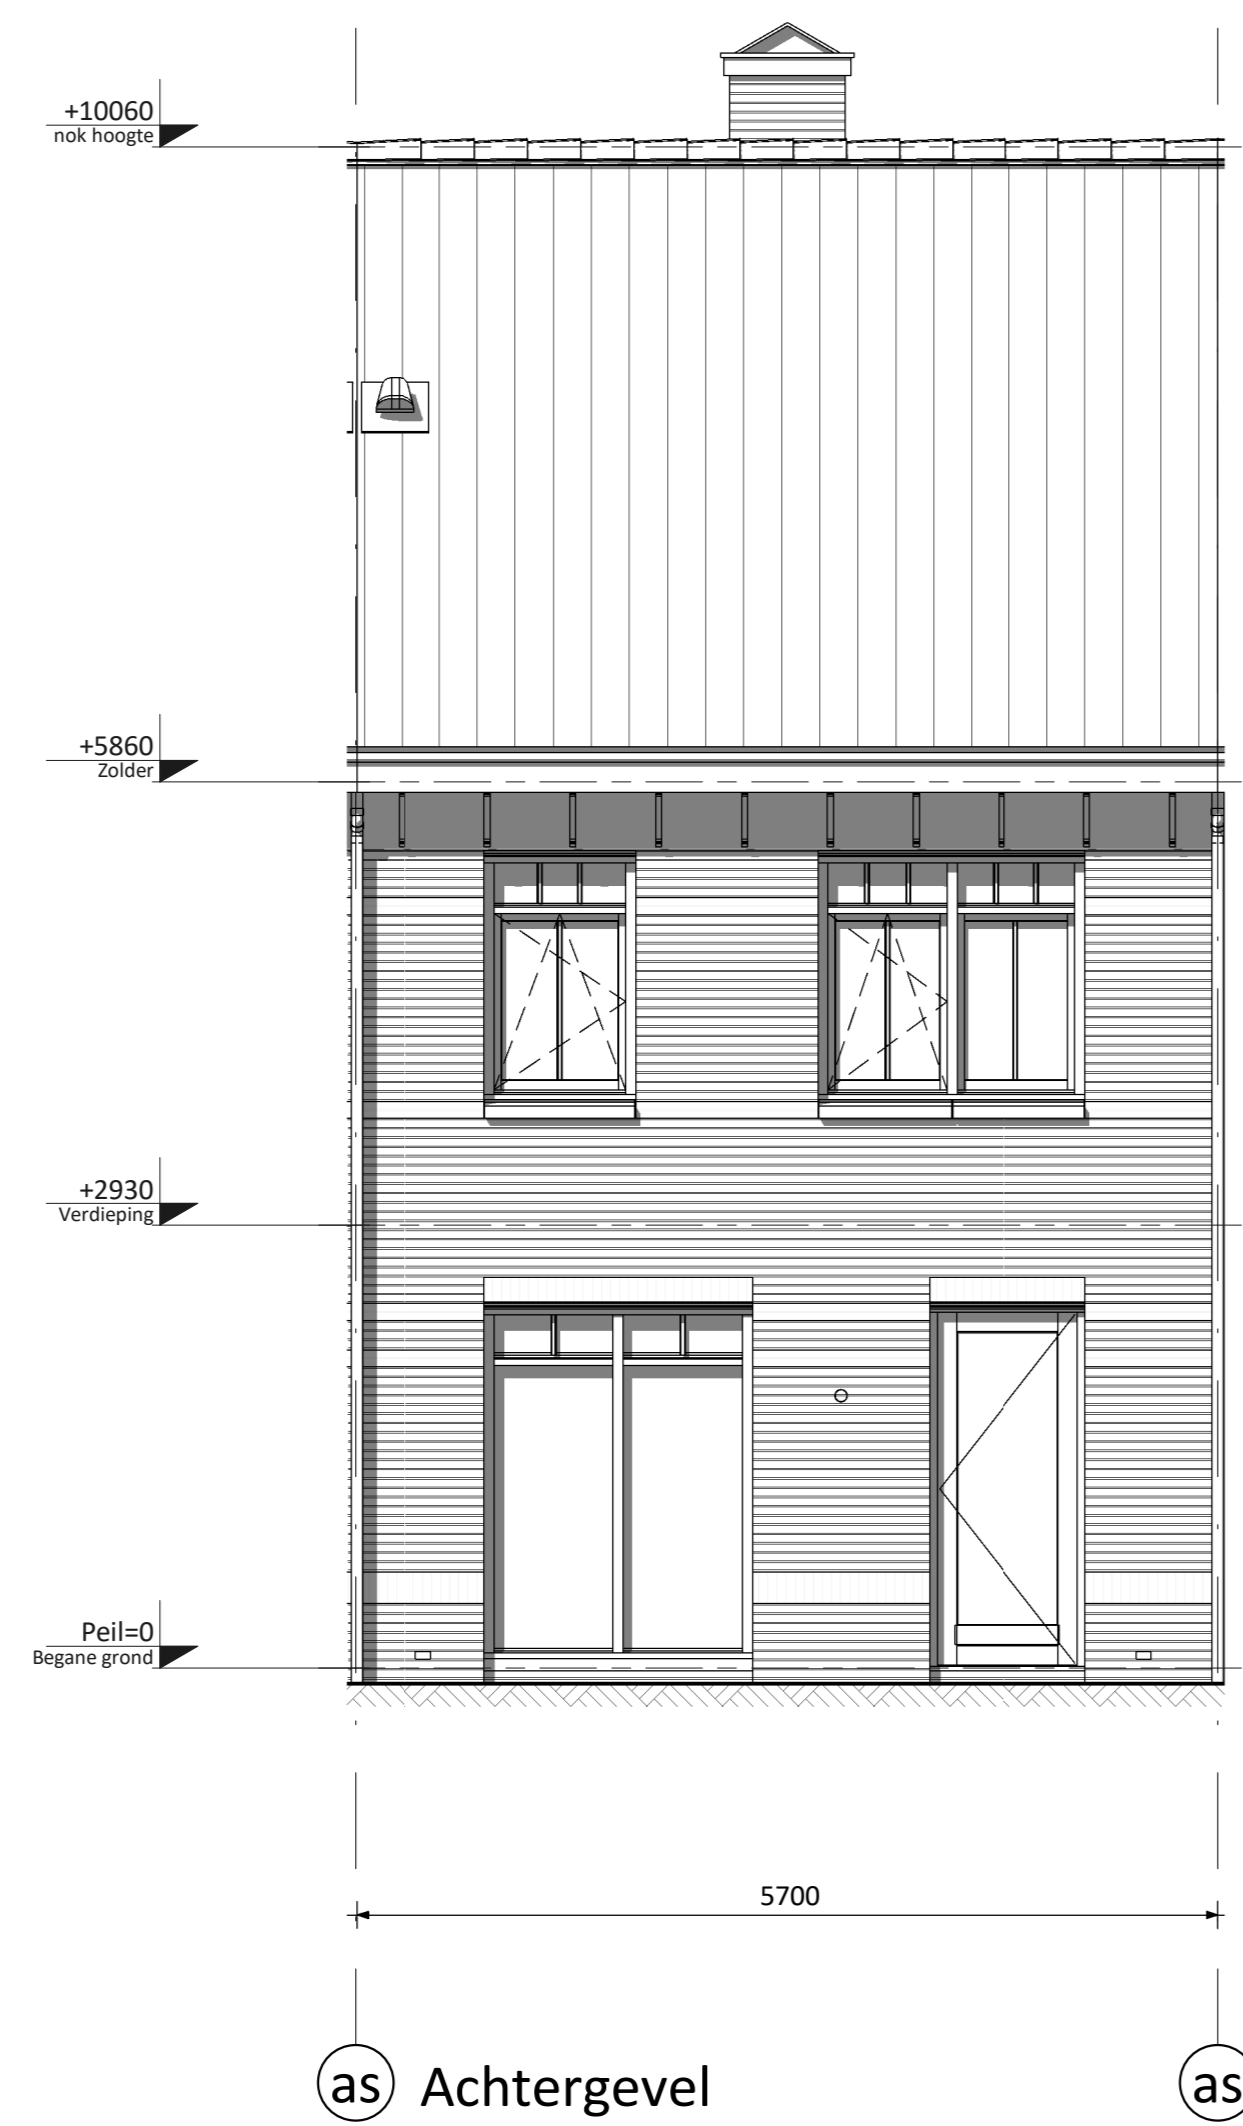 +10060
nok hoogte
+5860
Zolder
+2930
Verdieping
Peil=0
Begane grond
5700
as Achtergevel as